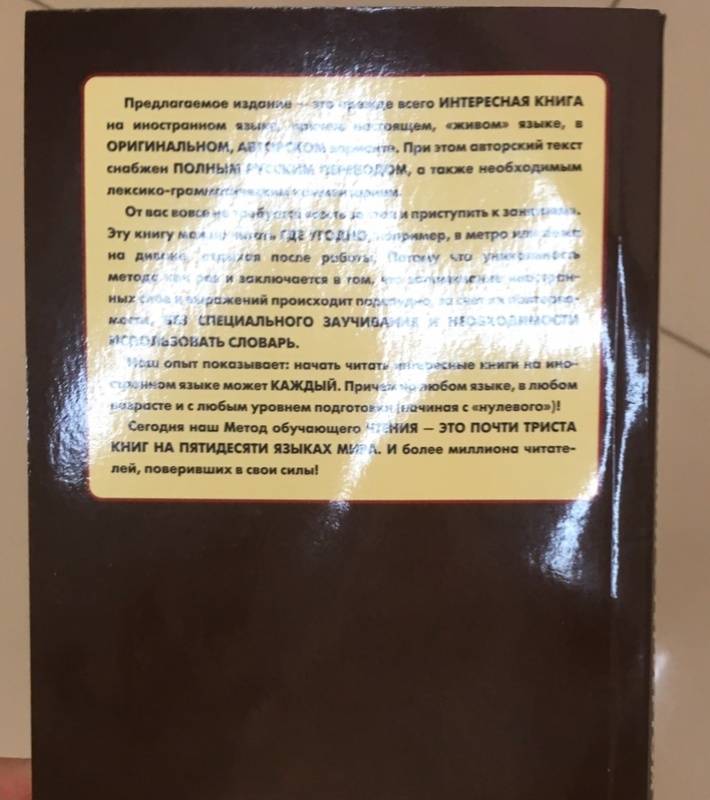 Предлагаемое издание — это прежде всего ИНТЕРЕСНАЯ КНИГА
на иностранном языке, причем настоящем, «живом» языке, в
ОРИГИНАЛЬНОМ, АВТОРСКОМ варианте. При этом авторский текст
снабжен ПОЛНЫМ РУССКИМ ПЕРЕВОДОМ, а также необходимым
лексико-грамматическим
От вас вовсе не требуется и приступить к занятиям.
Эту книгу можно читать ГДЕ УГОДНО, например, в метро или даже
на диване, отдыхая после работы. Потому что уникальность
метода как раз и заключается в том, что запоминание иностран-
ных слов и выражений происходит подспудно, за счет их повторяе-
мости, БЕЗ СПЕЦИАЛЬНОГО ЗАУЧИВАНИЯ И НЕОБХОДИМОСТИ
ИСПОЛЬЗОВАТЬ СЛОВАРЬ.
Наш опыт показывает: начать читать интересные книги на ино-
странном языке может КАЖДЫЙ. Причем на любом языке, в любом
возрасте и с любым уровнем подготовки (начиная с «нулевого»)!
Сегодня наш Метод обучающего ЧТЕНИЯ — ЭТО ПОЧТИ ТРИСТА
КНИГ НА ПЯТИДЕСЯТИ ЯЗЫКАХ МИРА. И более миллиона читате-
лей, поверивших в свои силы!